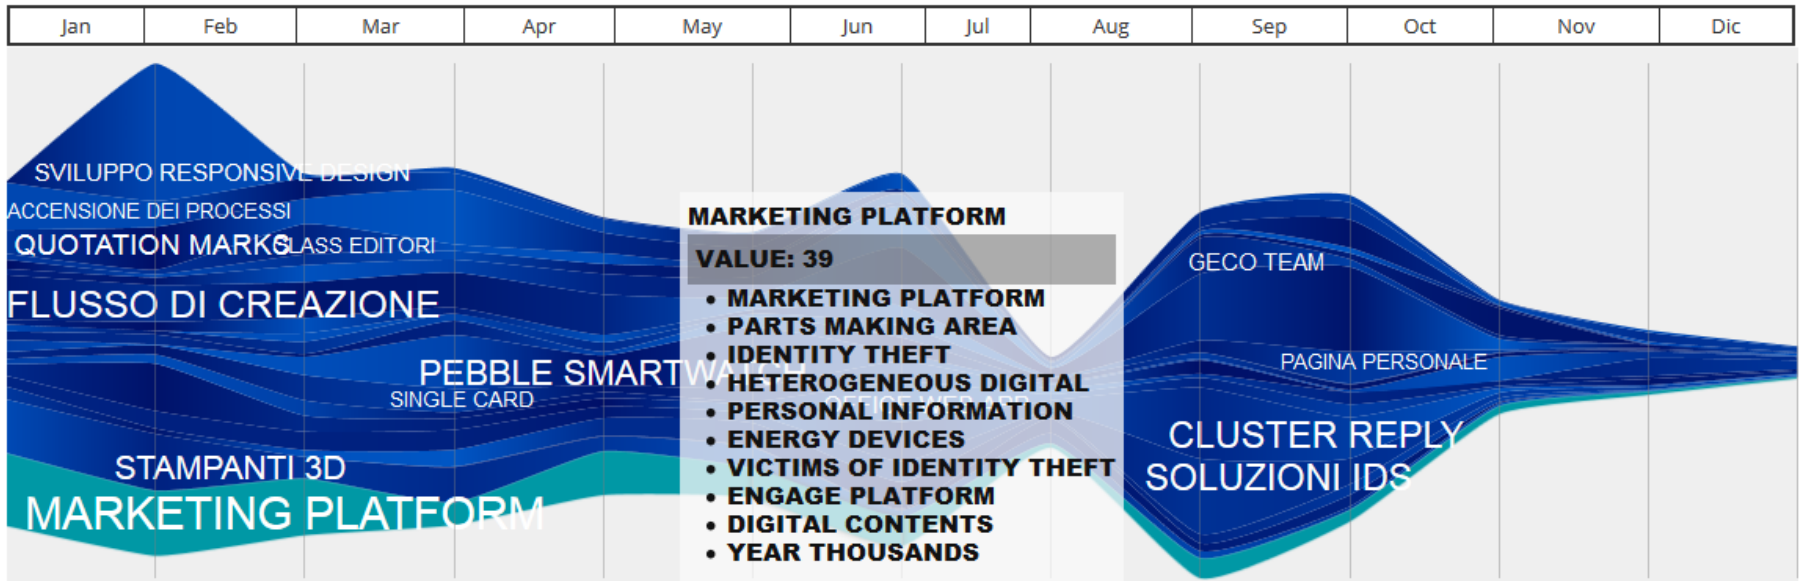 Jan Feb Mar Apr May Jun Jul Aug Sep Oct Nov Dic
SVILUPPO RESPONSIVE DESIGN
ACCENSIONE DEI PROCESSI
QUOTATION MARKS
CLASS EDITORI
FLUSSO DI CREAZIONE
PEBBLE SMARTWATCH
SINGLE CARD
OFFICE WEB APP
STAMPANTI 3D
MARKETING PLATFORM
MARKETING PLATFORM
VALUE: 39
• MARKETING PLATFORM
• PARTS MAKING AREA
• IDENTITY THEFT
• HETEROGENEOUS DIGITAL
• PERSONAL INFORMATION
• ENERGY DEVICES
• VICTIMS OF IDENTITY THEFT
• ENGAGE PLATFORM
• DIGITAL CONTENTS
• YEAR THOUSANDS
GECO TEAM
PAGINA PERSONALE
CLUSTER REPLY
SOLUZIONI IDS